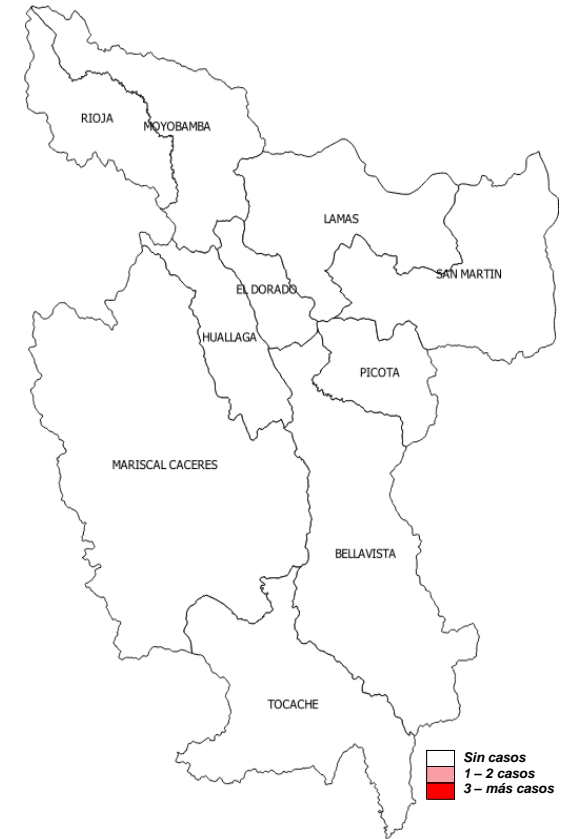 RIOJA
MOYOBAMBA
LAMAS
SAN MARTIN
EL DORADO
HUALLAGA
PICOTA
MARISCAL CACERES
BELLAVISTA
TOCACHE
Sin casos
1 – 2 casos
3 – más casos